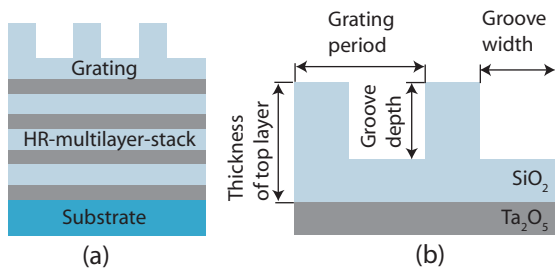 Grating
HR-multilayer-stack
Substrate
(a)
(b)
Grating
period
Groove
width
Thickness
of top layer
Groove
depth
SiO₂
Ta₂O₅